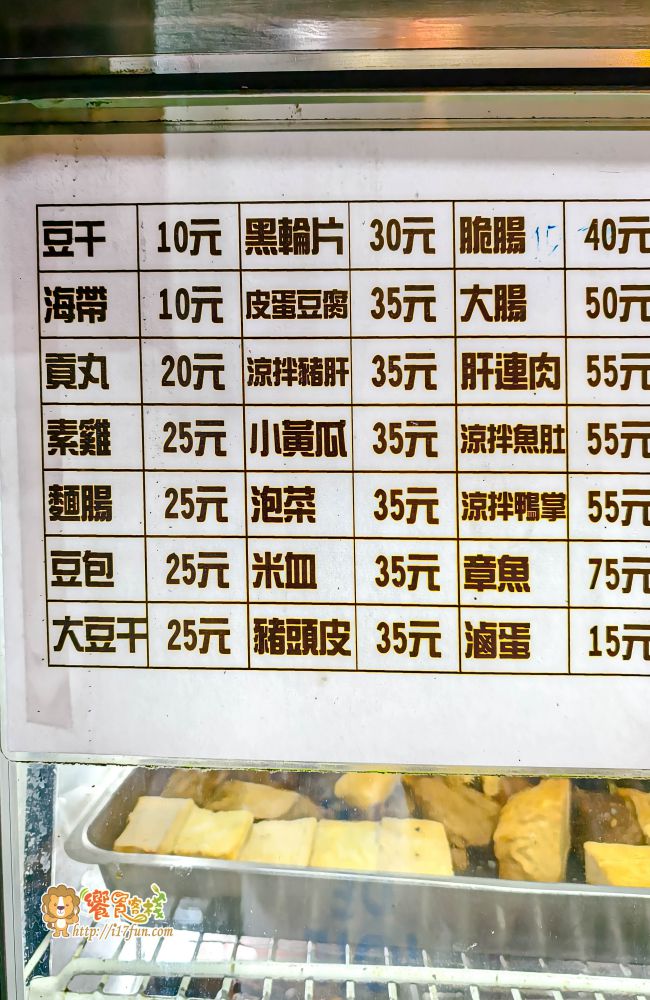 豆干 10元 黑輪片 30元 脆腸 40元
海帶 10元 皮蛋豆腐 35元 大腸 50元
貢丸 20元 涼拌豬肝 35元 肝連肉 55元
素雞 25元 小黃瓜 35元 涼拌魚肚 55元
麵腸 25元 泡菜 35元 涼拌鴨掌 55元
豆包 25元 米血 35元 章魚 75元
大豆干 25元 豬頭皮 35元 滷蛋 15元
饗食客棧
http://i17fun.com